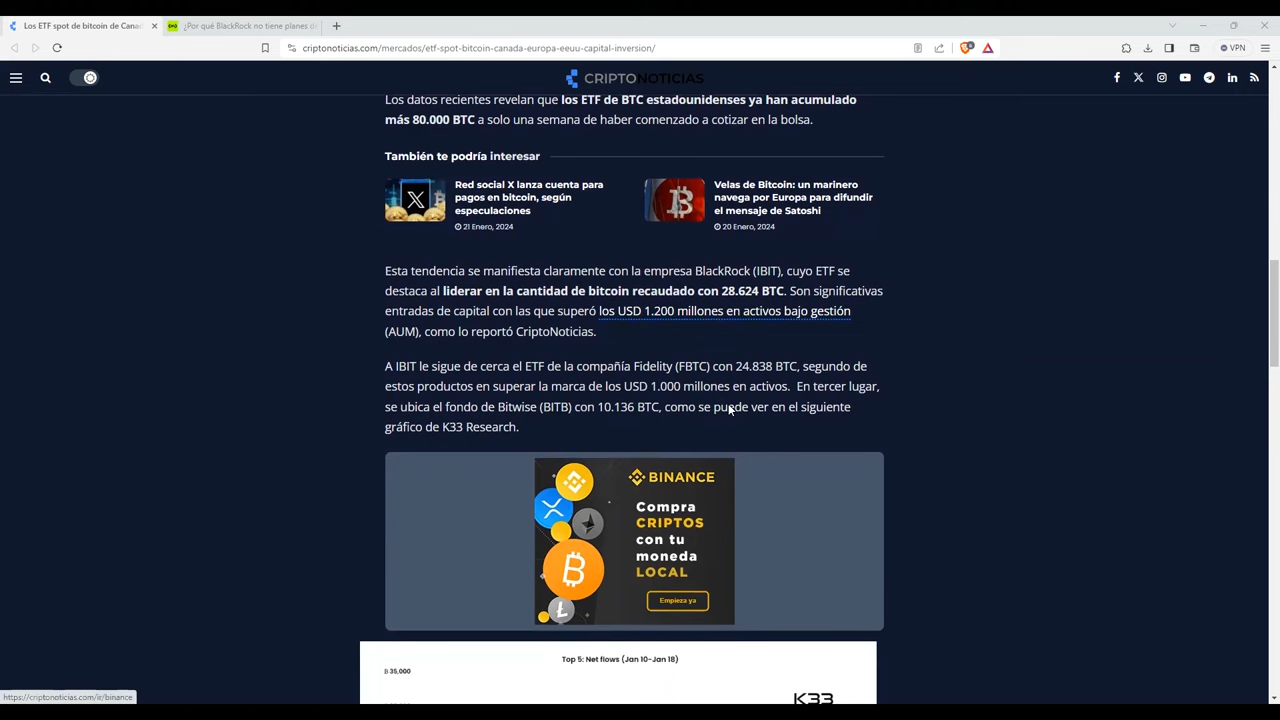 Los ETF spot de bitcoin de Cana
¿Por qué BlackRock no tiene planes d
criptonoticias.com/mercados/etf-spot-bitcoin-canada-europa-eeuu-capital-inversion/
VPN
CRIPTONOTICIAS
Los datos recientes revelan que los ETF de BTC estadounidenses ya han acumulado
más 80.000 BTC a solo una semana de haber comenzado a cotizar en la bolsa.
También te podría interesar
Red social X lanza cuenta para
pagos en bitcoin, según
especulaciones
21 Enero, 2024
Velas de Bitcoin: un marinero
navega por Europa para difundir
el mensaje de Satoshi
20 Enero, 2024
Esta tendencia se manifiesta claramente con la empresa BlackRock (IBIT), cuyo ETF se
destaca al liderar en la cantidad de bitcoin recaudado con 28.624 BTC. Son significativas
entradas de capital con las que superó los USD 1.200 millones en activos bajo gestión
(AUM), como lo reportó CriptoNoticias.
A IBIT le sigue de cerca el ETF de la compañía Fidelity (FBTC) con 24.838 BTC, segundo de
estos productos en superar la marca de los USD 1.000 millones en activos. En tercer lugar,
se ubica el fondo de Bitwise (BITB) con 10.136 BTC, como se puede ver en el siguiente
gráfico de K33 Research.
BINANCE
Compra
CRIPTOS
con tu
moneda
LOCAL
Empieza ya
Top 5: Net flows (Jan 10-Jan 18)
₿ 35,000
K33
https://criptonoticias.com/ir/binance